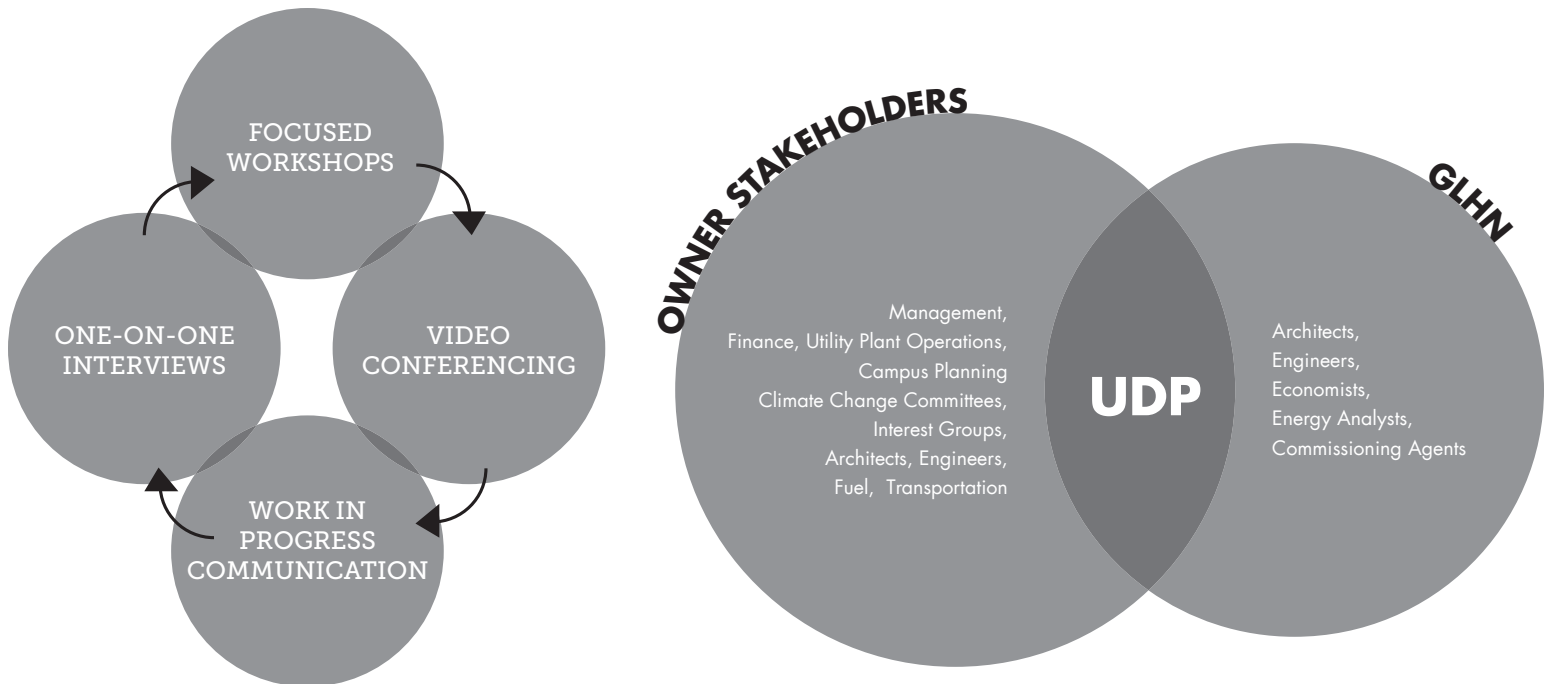 FOCUSED
WORKSHOPS
ONE-ON-ONE
INTERVIEWS
VIDEO
CONFERENCING
WORK IN
PROGRESS
COMMUNICATION
OWNER STAKEHOLDERS
Management,
Finance, Utility Plant Operations,
Campus Planning
Climate Change Committees,
Interest Groups,
Architects, Engineers,
Fuel, Transportation
UDP
GLHN
Architects,
Engineers,
Economists,
Energy Analysts,
Commissioning Agents